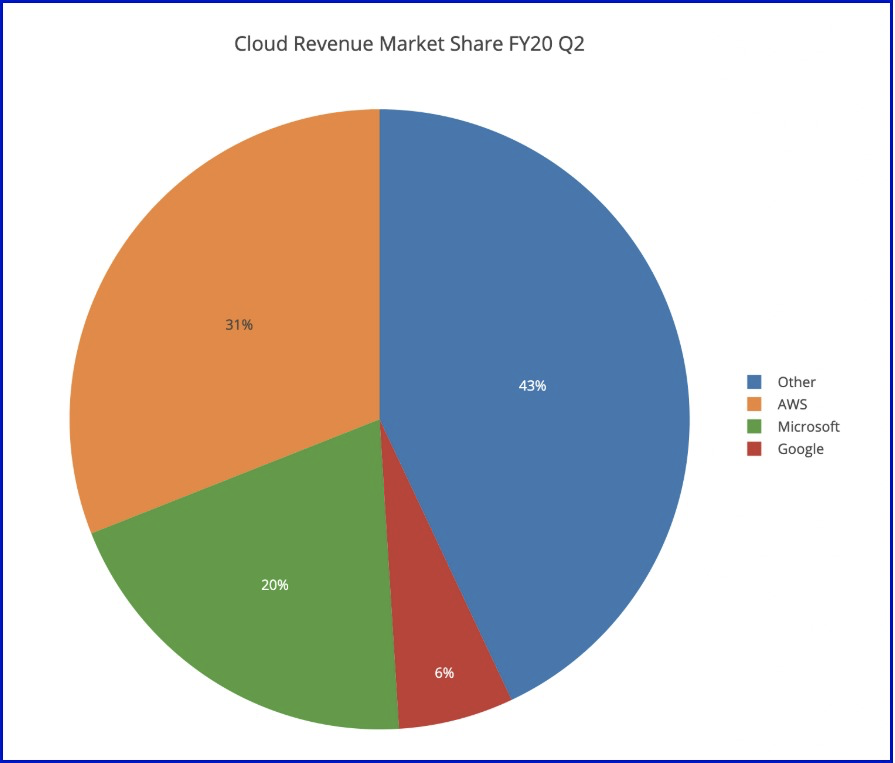 Cloud Revenue Market Share FY20 Q2
31%
43%
20%
6%
Other
AWS
Microsoft
Google